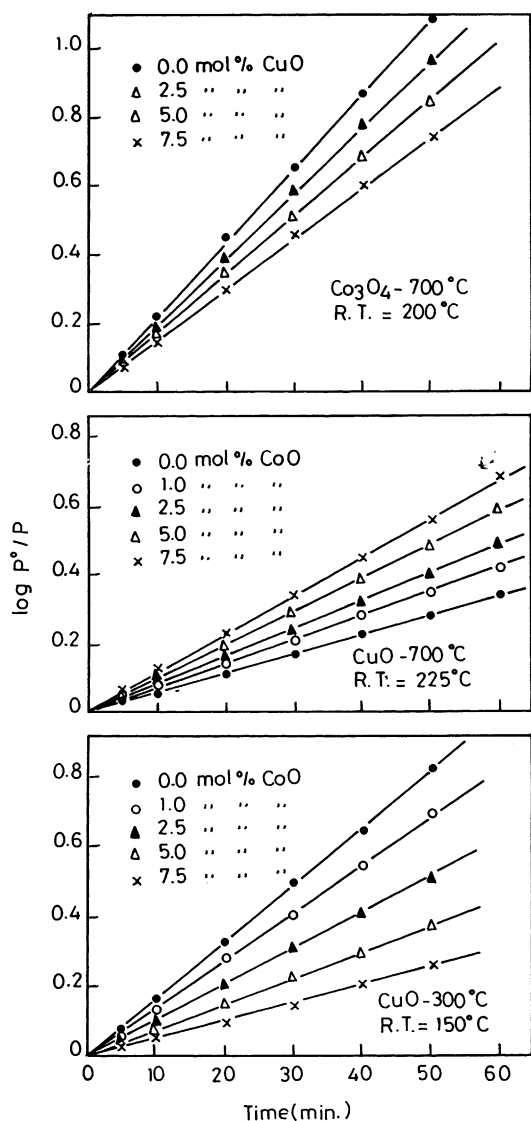 1.0
0.8
0.6
0.4
0.2
0
0.0 mol% CuO
2.5 " " "
5.0 " " "
7.5 " " "
Co3O4-700°C
R.T. = 200°C
log P°/P
0.8
0.6
0.4
0.2
0
0.0 mol% CoO
1.0 " " "
2.5 " " "
5.0 " " "
7.5 " " "
CuO-700°C
R.T. = 225°C
0.8
0.6
0.4
0.2
0
0.0 mol% CoO
1.0 " " "
2.5 " " "
5.0 " " "
7.5 " " "
CuO-300°C
R.T. = 150°C
0 10 20 30 40 50 60
Time(min.)